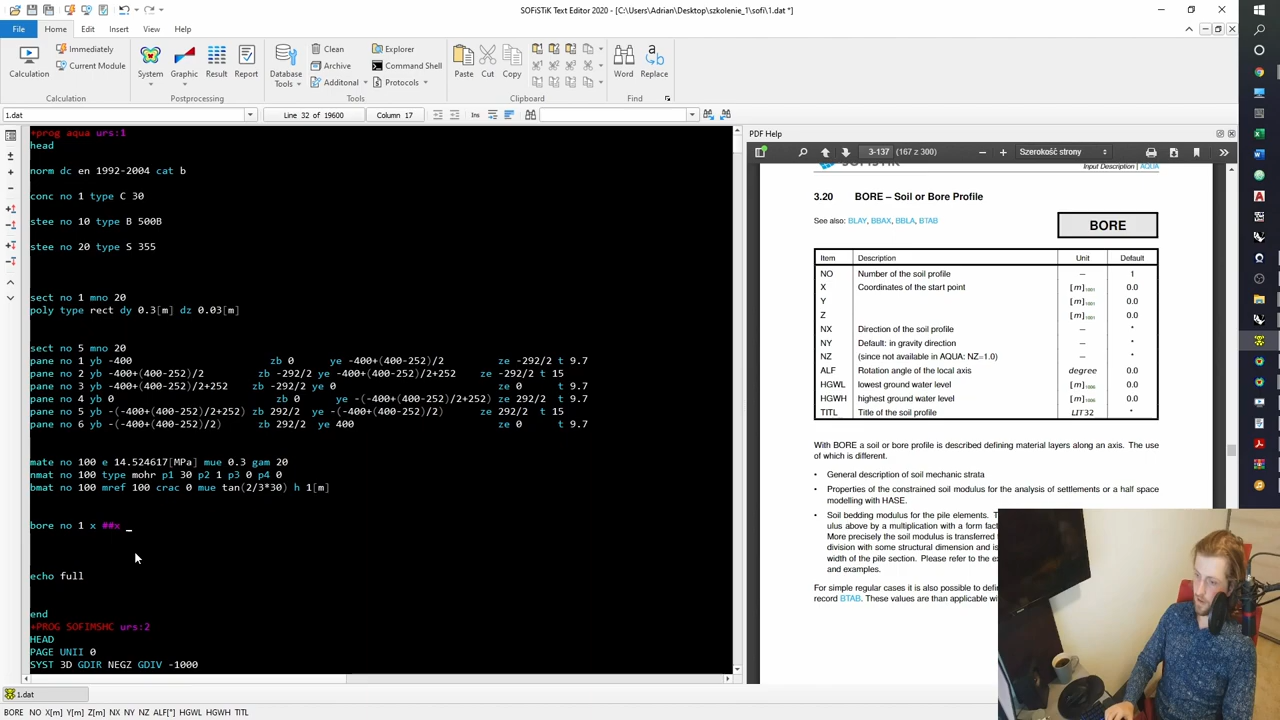 SOFiSTiK Text Editor 2020 - [C:\Users\Adrian\Desktop\szkolenie_1\sofi\1.dat *]
File Home Edit Insert View Help
Immediately
Current Module
Calculation
System Graphic Result Report
Database Tools
Clean Explorer
Archive Command Shell
Additonal Protocols
Paste Cut Copy
Word Replace
Calculation Postprocessing Tools Clipboard Find
1.dat Line 32 of 19600 Column 17 Ins
+prog aqua urs:1
head
norm dc en 1992-2004 cat b
conc no 1 type C 30
stee no 10 type B 500B
stee no 20 type S 355
sect no 1 mno 20
poly type rect dy 0.3[m] dz 0.03[m]
sect no 5 mno 20
pane no 1 yb -400 zb 0 ye -400+(400-252)/2 ze -292/2 t 9.7
pane no 2 yb -400+(400-252)/2 zb -292/2 ye -400+(400-252)/2+252 ze -292/2 t 15
pane no 3 yb -400+(400-252)/2+252 zb -292/2 ye 0 ze 0 t 9.7
pane no 4 yb 0 zb 0 ye -(-400+(400-252)/2+252) ze 292/2 t 9.7
pane no 5 yb -(-400+(400-252)/2+252) zb 292/2 ye -(-400+(400-252)/2) ze 292/2 t 15
pane no 6 yb -(-400+(400-252)/2) zb 292/2 ye 400 ze 0 t 9.7
mate no 100 e 14.524617[MPa] mue 0.3 gam 20
nmat no 100 type mohr p1 30 p2 1 p3 0 p4 0
bmat no 100 mref 100 crac 0 mue tan(2/3*30) h 1[m]
bore no 1 x ##x _
echo full
end
+PROG SOFIMSHC urs:2
HEAD
PAGE UNII 0
SYST 3D GDIR NEGZ GDIV -1000
1.dat
BORE NO X[m] Y[m] Z[m] NX NY NZ ALF[°] HGWL HGWH TITL
PDF Help
3-137 (167 z 300) Szerokość strony
Input Description | AQUA
3.20 BORE – Soil or Bore Profile
See also: BLAY, BBAX, BBLA, BTAB
BORE
Item Description Unit Default
NO Number of the soil profile – 1
X Coordinates of the start point [m]1001 0.0
Y [m]1001 0.0
Z [m]1001 0.0
NX Direction of the soil profile – *
NY Default: in gravity direction – *
NZ (since not available in AQUA: NZ=1.0) – *
ALF Rotation angle of the local axis degree 0.0
HGWL lowest ground water level [m]1006 0.0
HGWH highest ground water level [m]1006 0.0
TITL Title of the soil profile LIT32 *
With BORE a soil or bore profile is described defining material layers along an axis. The use
of which is different.
• General description of soil mechanic strata
• Properties of the constrained soil modulus for the analysis of settlements or a half space
modelling with HASE.
• Soil bedding modulus for the pile elements.
ulus above by a multiplication with a form
More precisely the soil modulus is transferred
division with some structural dimension and is
width of the pile section. Please refer to the
and examples.
For simple regular cases it is also possible to
record BTAB. These values are than applicable